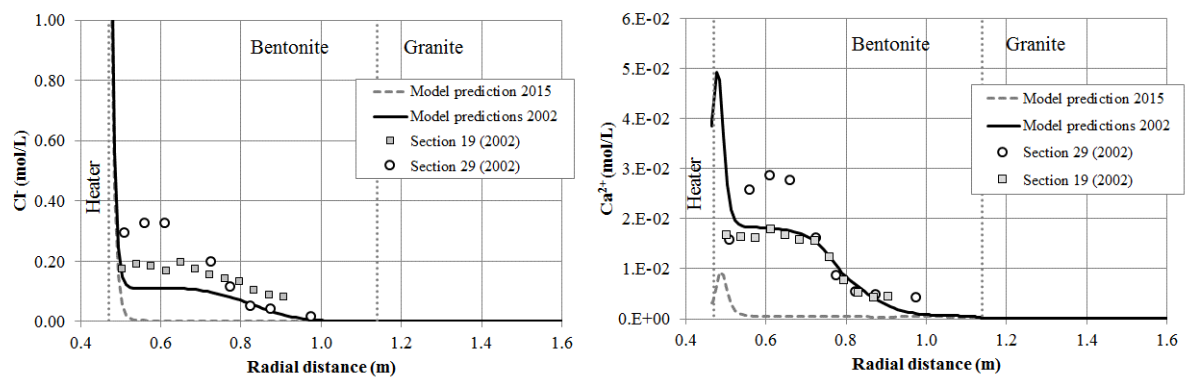 1.00
0.80
0.60
0.40
0.20
0.00
Cl- (mol/L)
Heater
Bentonite
Granite
Model prediction 2015
Model predictions 2002
Section 19 (2002)
Section 29 (2002)
0.4 0.6 0.8 1.0 1.2 1.4 1.6
Radial distance (m)
6.E-02
5.E-02
4.E-02
3.E-02
2.E-02
1.E-02
0.E+00
Ca2+ (mol/L)
Heater
Bentonite
Granite
Model prediction 2015
Model predictions 2002
Section 29 (2002)
Section 19 (2002)
0.4 0.6 0.8 1.0 1.2 1.4 1.6
Radial distance (m)